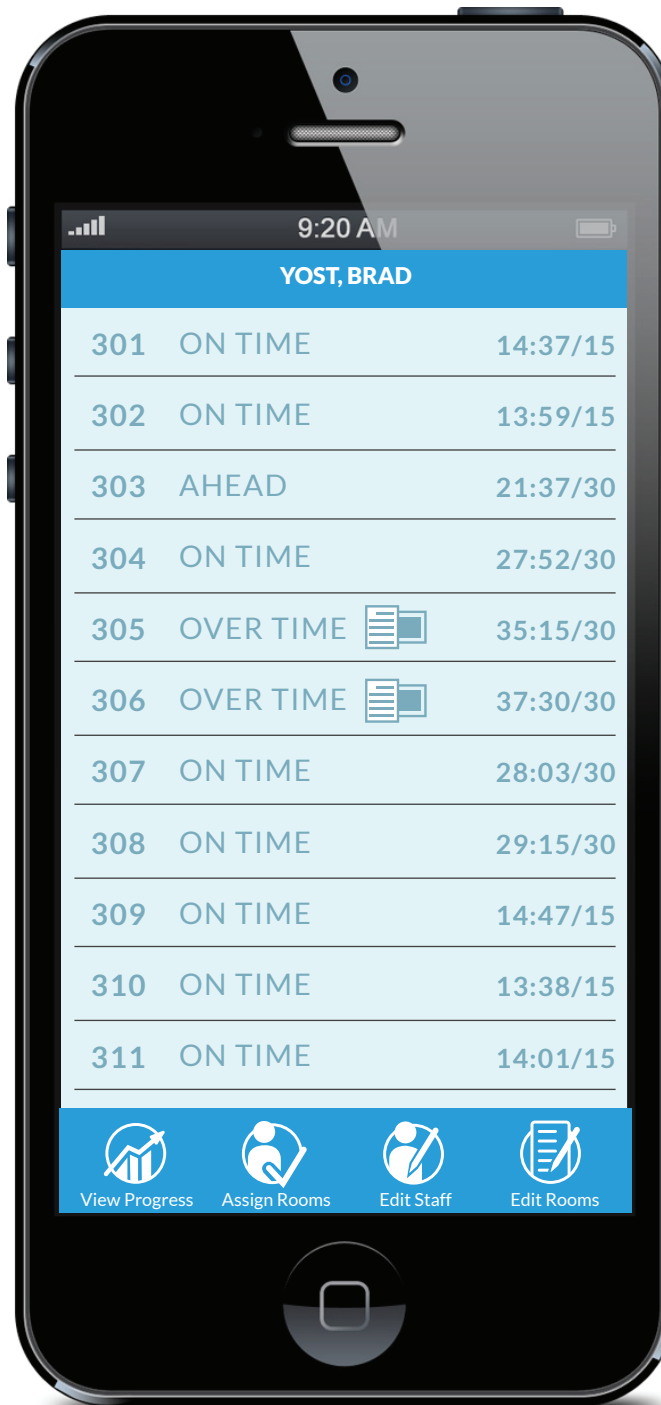 9:20 AM
YOST, BRAD
301 ON TIME 14:37/15
302 ON TIME 13:59/15
303 AHEAD 21:37/30
304 ON TIME 27:52/30
305 OVER TIME 35:15/30
306 OVER TIME 37:30/30
307 ON TIME 28:03/30
308 ON TIME 29:15/30
309 ON TIME 14:47/15
310 ON TIME 13:38/15
311 ON TIME 14:01/15
View Progress Assign Rooms Edit Staff Edit Rooms